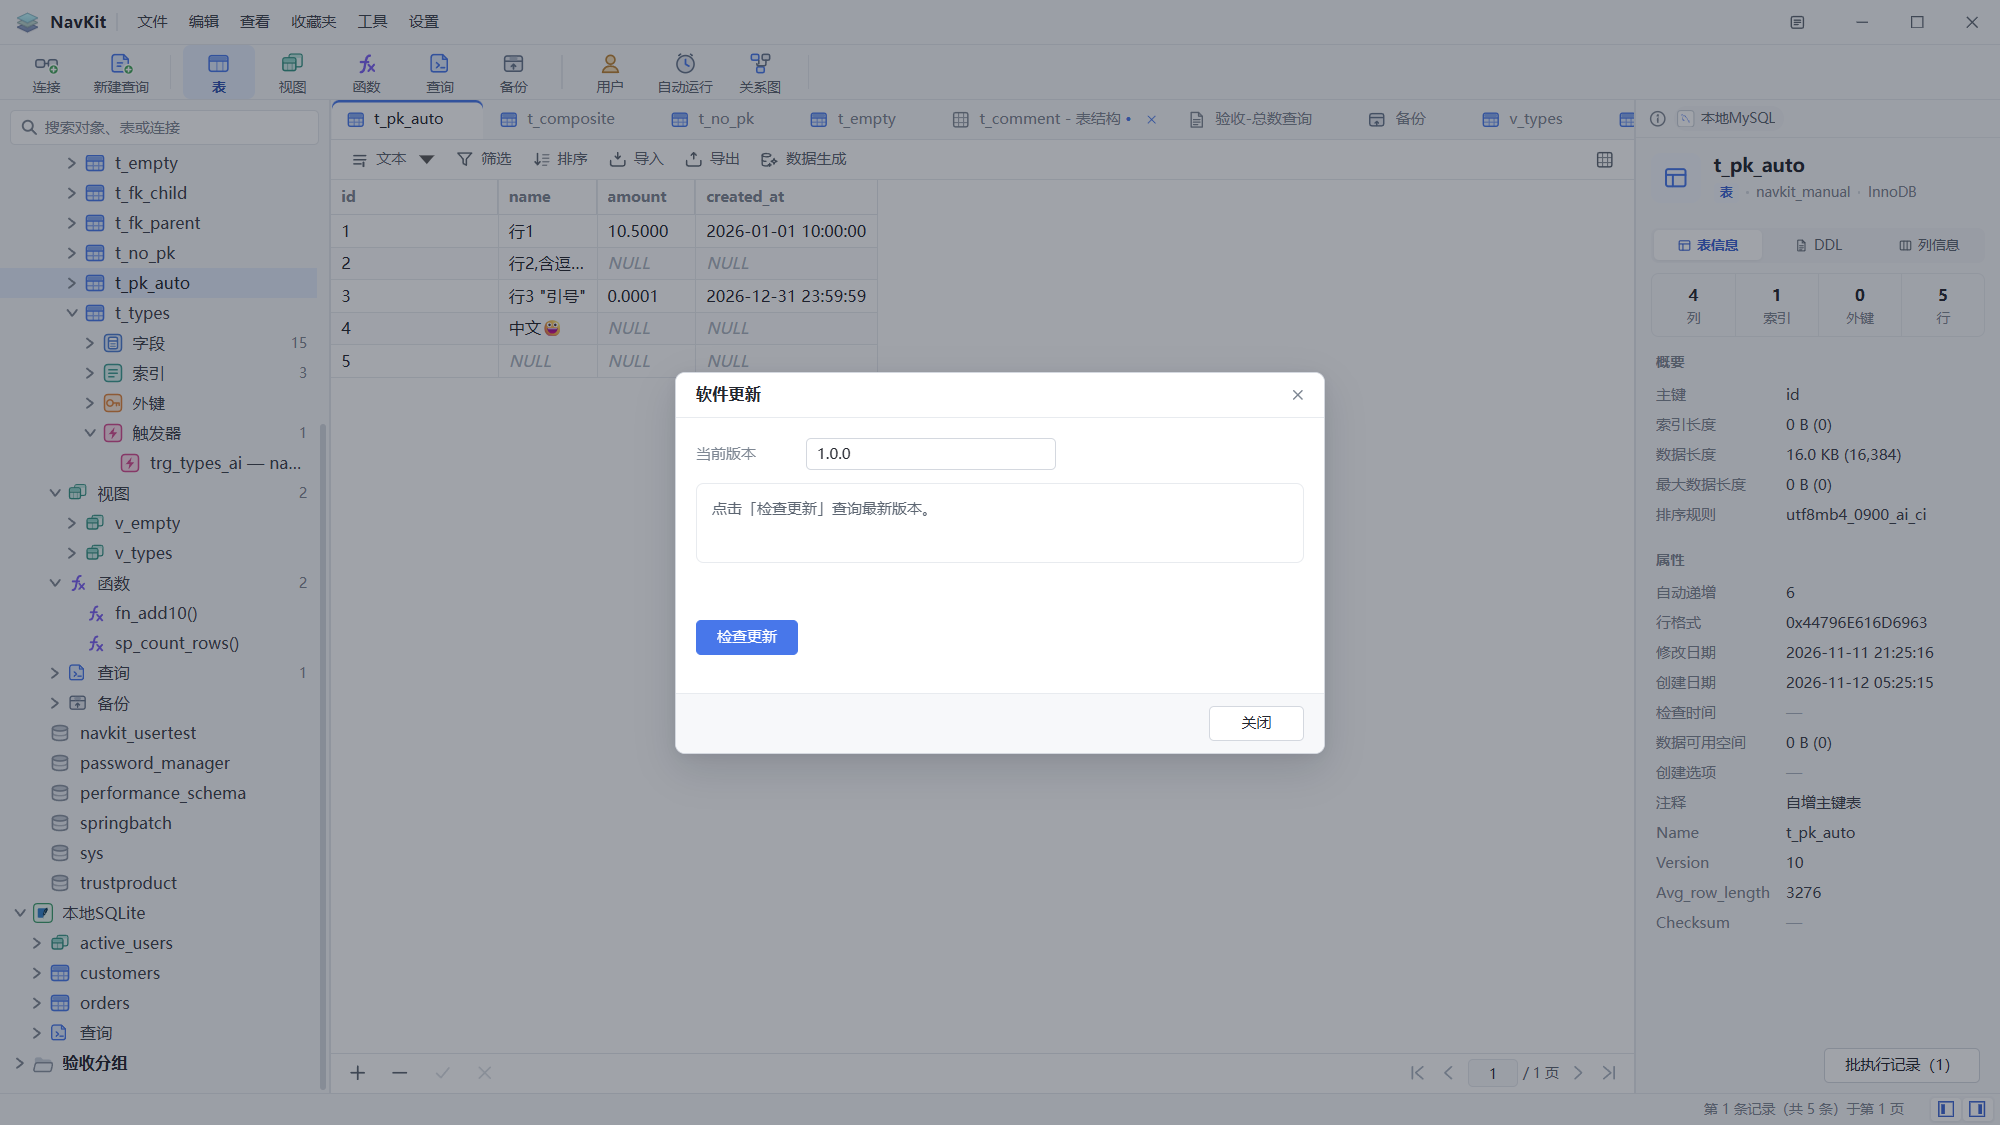 NavKit 文件 编辑 查看 收藏夹 工具 设置
连接 新建查询 表 视图 函数 查询 备份 用户 自动运行 关系图
搜索对象、表或连接
t_empty
t_fk_child
t_fk_parent
t_no_pk
t_pk_auto
t_types
字段 15
索引 3
外键
触发器 1
trg_types_ai — na...
视图 2
v_empty
v_types
函数 2
fn_add10()
sp_count_rows()
查询 1
备份
navkit_usertest
password_manager
performance_schema
springbatch
sys
trustproduct
本地SQLite
active_users
customers
orders
查询
验收分组
t_pk_auto t_composite t_no_pk t_empty t_comment - 表结构 • × 验收-总数查询 备份 v_types
文本 筛选 排序 导入 导出 数据生成
id name amount created_at
1 行1 10.5000 2026-01-01 10:00:00
2 行2,含逗... NULL NULL
3 行3 "引号" 0.0001 2026-12-31 23:59:59
4 中文😀 NULL NULL
5 NULL NULL NULL
软件更新
当前版本 1.0.0
点击「检查更新」查询最新版本。
检查更新
关闭
1 / 1 页
本地MySQL
t_pk_auto
表 · navkit_manual · InnoDB
表信息 DDL 列信息
4 1 0 5
列 索引 外键 行
概要
主键 id
索引长度 0 B (0)
数据长度 16.0 KB (16,384)
最大数据长度 0 B (0)
排序规则 utf8mb4_0900_ai_ci
属性
自动递增 6
行格式 0x44796E616D6963
修改日期 2026-11-11 21:25:16
创建日期 2026-11-12 05:25:15
检查时间 —
数据可用空间 0 B (0)
创建选项 —
注释 自增主键表
Name t_pk_auto
Version 10
Avg_row_length 3276
Checksum —
批执行记录（1）
第 1 条记录（共 5 条）于第 1 页